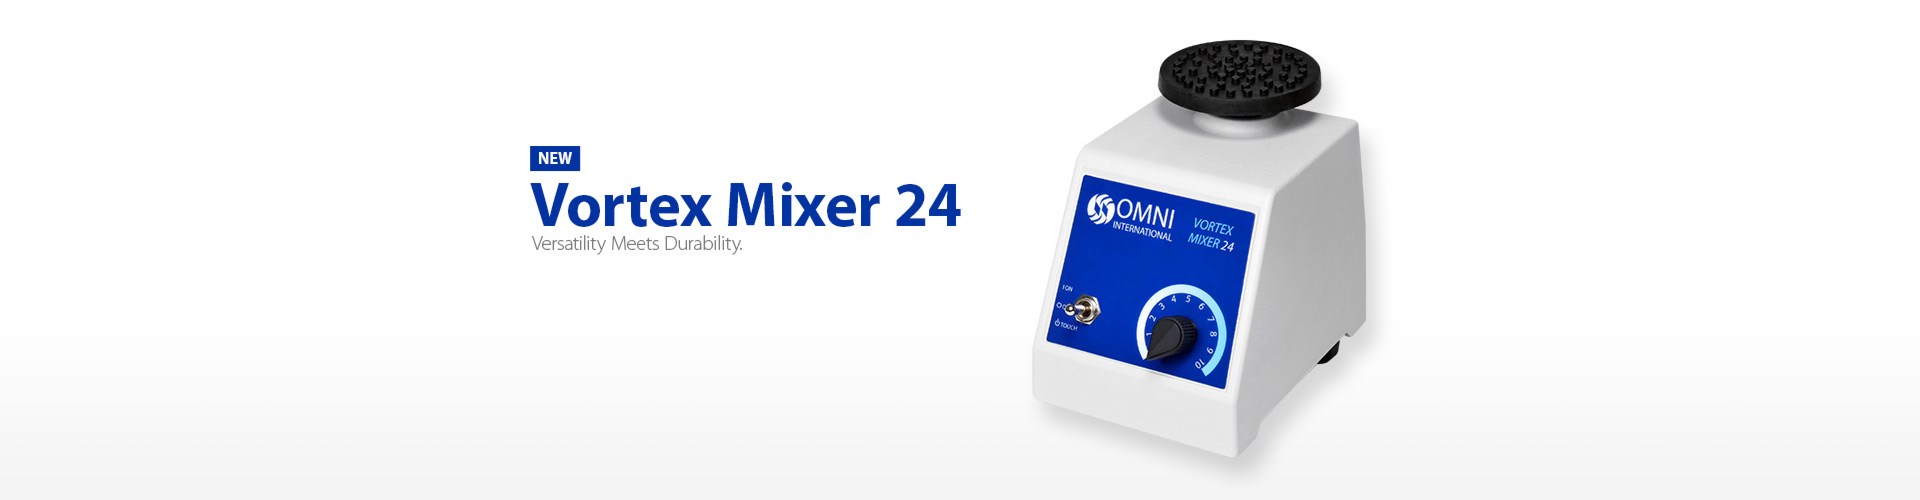 NEW
Vortex Mixer 24
Versatility Meets Durability.
OMNI
INTERNATIONAL
VORTEX
MIXER 24
I ON
TOUCH
1 2 3 4 5 6 7 8 9 10